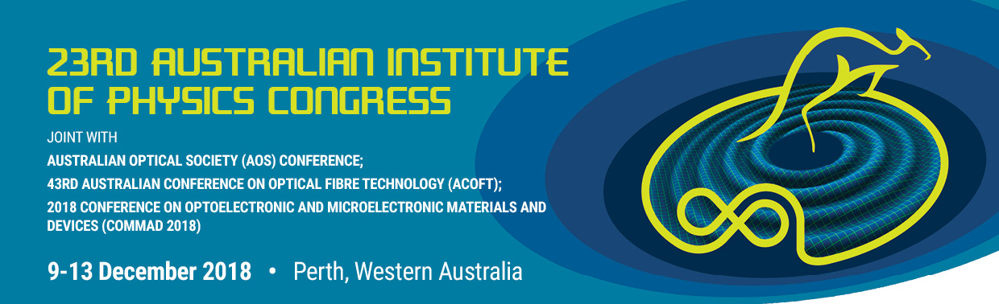 23RD AUSTRALIAN INSTITUTE
OF PHYSICS CONGRESS
JOINT WITH
AUSTRALIAN OPTICAL SOCIETY (AOS) CONFERENCE;
43RD AUSTRALIAN CONFERENCE ON OPTICAL FIBRE TECHNOLOGY (ACOFT);
2018 CONFERENCE ON OPTOELECTRONIC AND MICROELECTRONIC MATERIALS AND
DEVICES (COMMAD 2018)
9-13 December 2018 • Perth, Western Australia